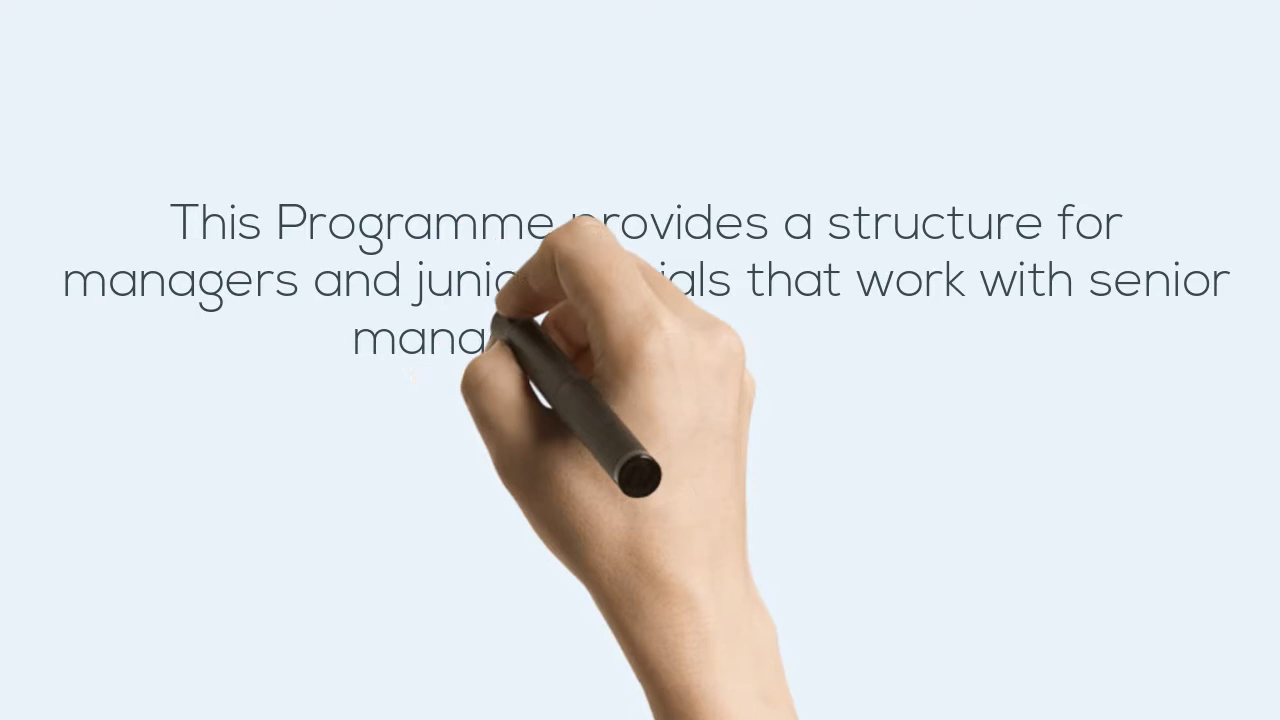 This Programme provides a structure for
managers and that work with senior